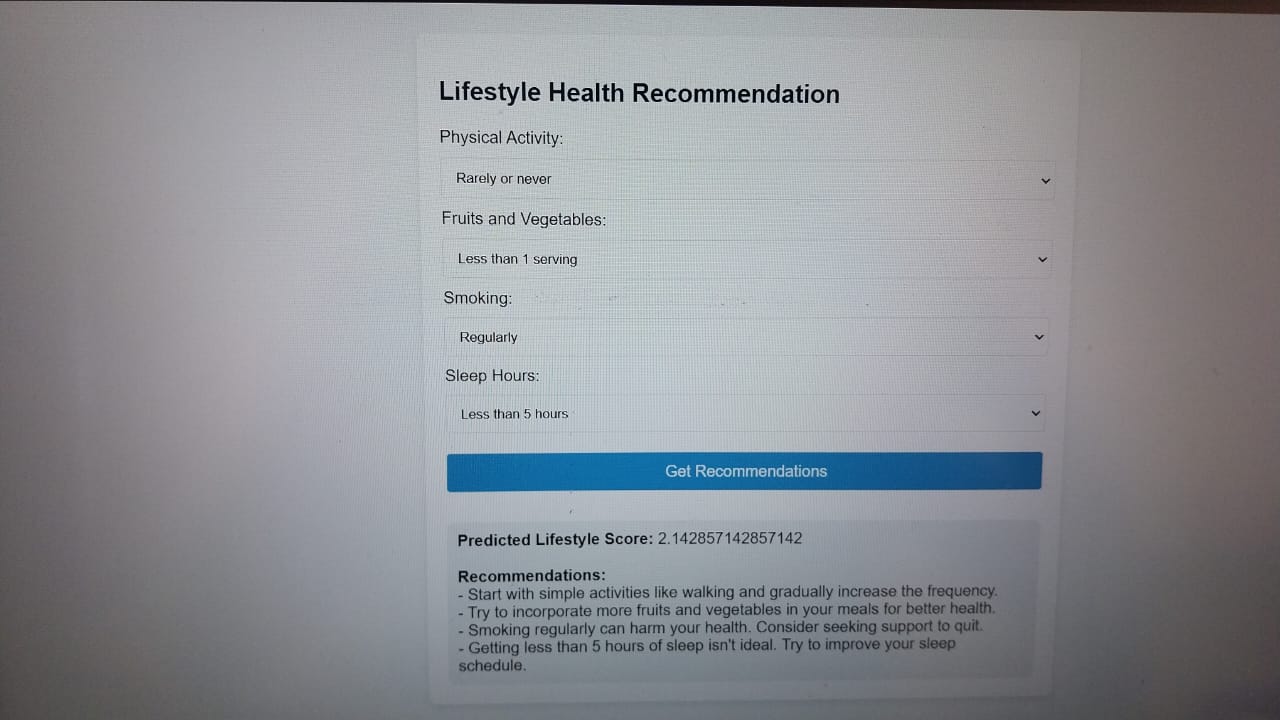 Lifestyle Health Recommendation
Physical Activity:
Rarely or never
Fruits and Vegetables:
Less than 1 serving
Smoking:
Regularly
Sleep Hours:
Less than 5 hours
Get Recommendations
Predicted Lifestyle Score: 2.142857142857142
Recommendations:
- Start with simple activities like walking and gradually increase the frequency.
- Try to incorporate more fruits and vegetables in your meals for better health.
- Smoking regularly can harm your health. Consider seeking support to quit.
- Getting less than 5 hours of sleep isn't ideal. Try to improve your sleep
schedule.